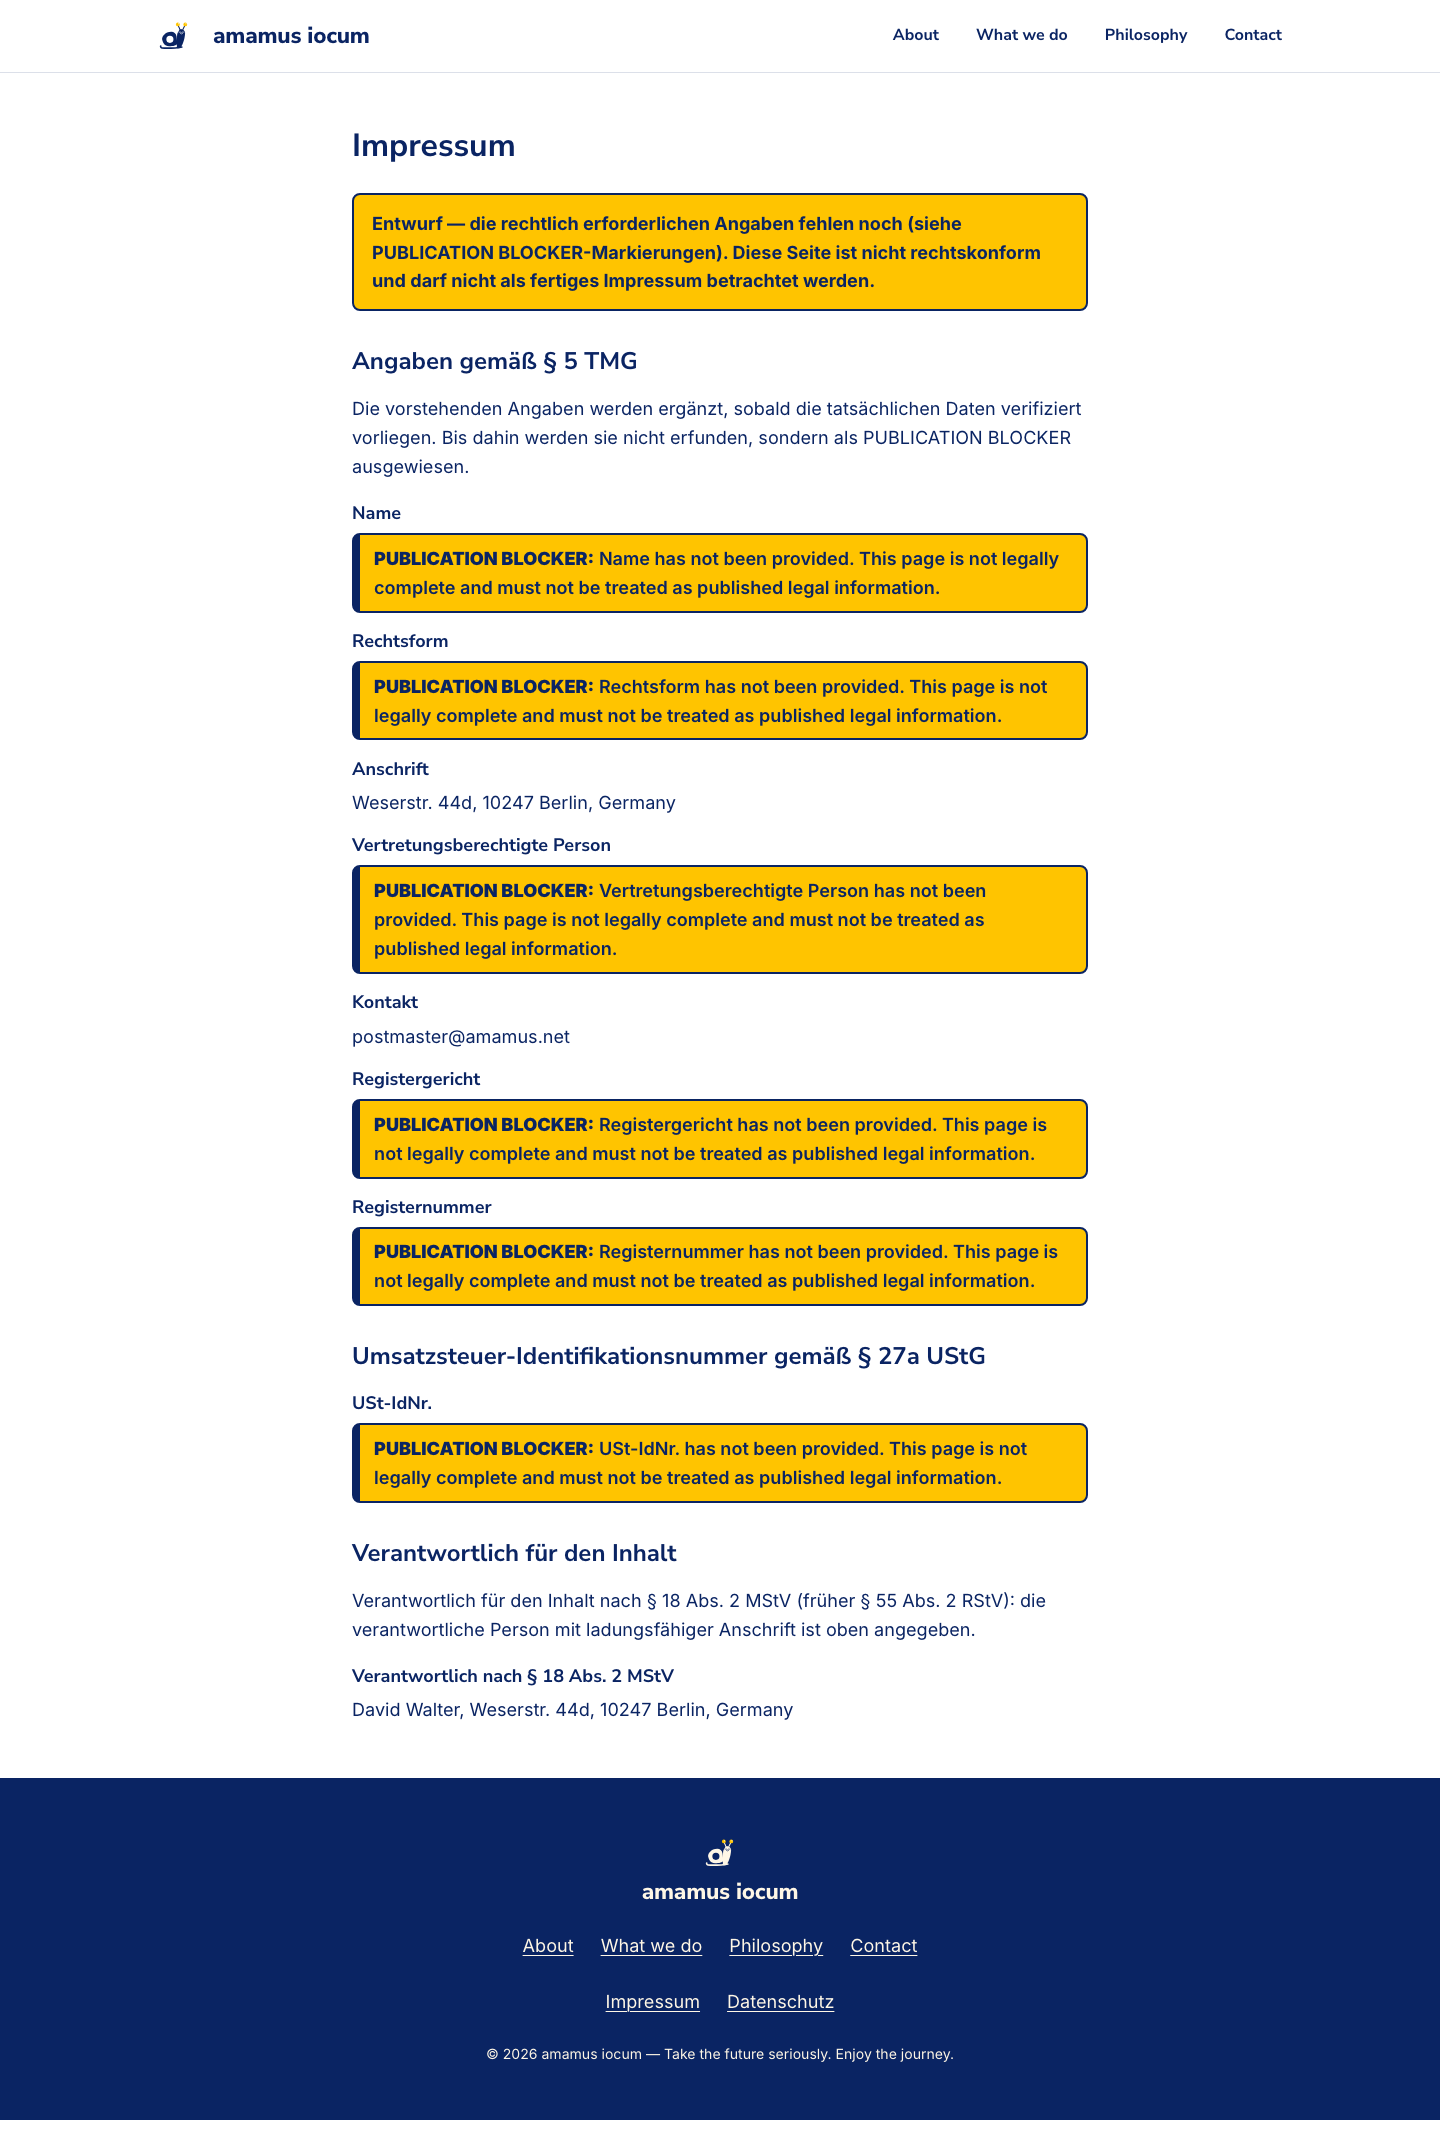 amamus iocum
About What we do Philosophy Contact
Impressum
Entwurf — die rechtlich erforderlichen Angaben fehlen noch (siehe
PUBLICATION BLOCKER-Markierungen). Diese Seite ist nicht rechtskonform
und darf nicht als fertiges Impressum betrachtet werden.
Angaben gemäß § 5 TMG
Die vorstehenden Angaben werden ergänzt, sobald die tatsächlichen Daten verifiziert
vorliegen. Bis dahin werden sie nicht erfunden, sondern als PUBLICATION BLOCKER
ausgewiesen.
Name
PUBLICATION BLOCKER: Name has not been provided. This page is not legally
complete and must not be treated as published legal information.
Rechtsform
PUBLICATION BLOCKER: Rechtsform has not been provided. This page is not
legally complete and must not be treated as published legal information.
Anschrift
Weserstr. 44d, 10247 Berlin, Germany
Vertretungsberechtigte Person
PUBLICATION BLOCKER: Vertretungsberechtigte Person has not been
provided. This page is not legally complete and must not be treated as
published legal information.
Kontakt
postmaster@amamus.net
Registergericht
PUBLICATION BLOCKER: Registergericht has not been provided. This page is
not legally complete and must not be treated as published legal information.
Registernummer
PUBLICATION BLOCKER: Registernummer has not been provided. This page is
not legally complete and must not be treated as published legal information.
Umsatzsteuer-Identifikationsnummer gemäß § 27a UStG
USt-IdNr.
PUBLICATION BLOCKER: USt-IdNr. has not been provided. This page is not
legally complete and must not be treated as published legal information.
Verantwortlich für den Inhalt
Verantwortlich für den Inhalt nach § 18 Abs. 2 MStV (früher § 55 Abs. 2 RStV): die
verantwortliche Person mit ladungsfähiger Anschrift ist oben angegeben.
Verantwortlich nach § 18 Abs. 2 MStV
David Walter, Weserstr. 44d, 10247 Berlin, Germany
amamus iocum
About What we do Philosophy Contact
Impressum Datenschutz
© 2026 amamus iocum — Take the future seriously. Enjoy the journey.